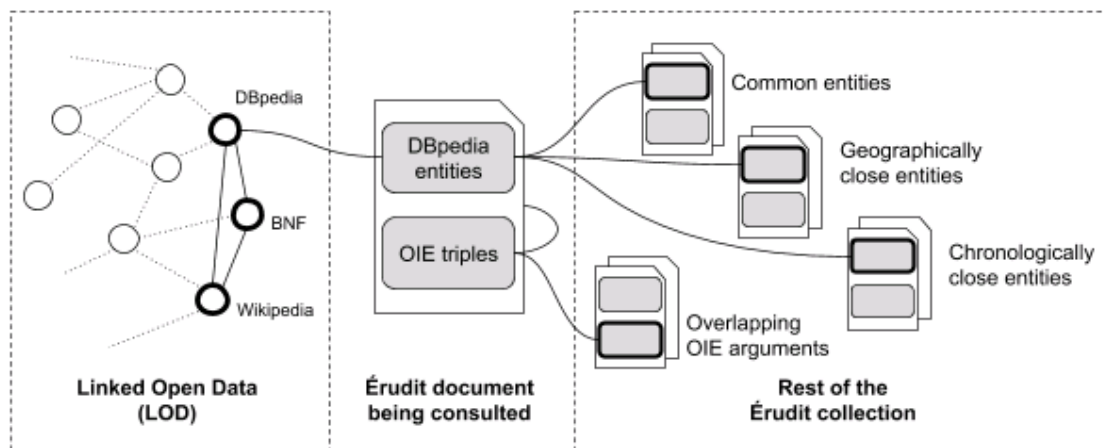 DBpedia
BNF
Wikipedia
Linked Open Data
(LOD)
DBpedia
entities
OIE triples
Érudit document
being consulted
Common entities
Geographically
close entities
Chronologically
close entities
Overlapping
OIE arguments
Rest of the
Érudit collection